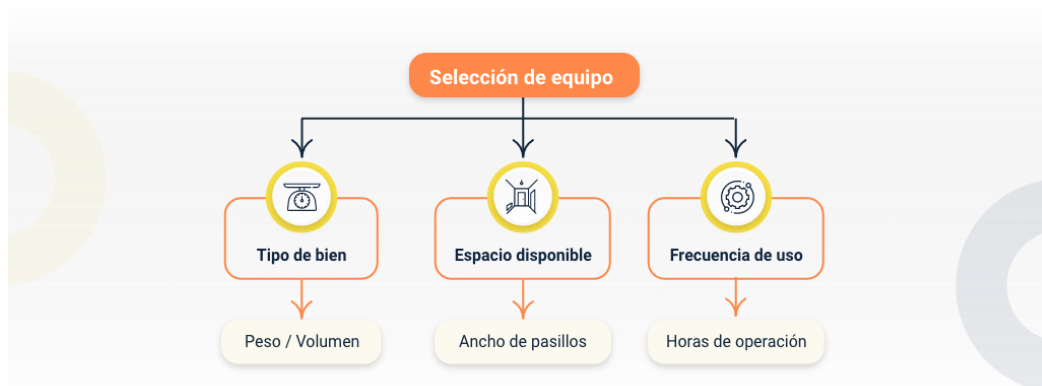 Selección de equipo
Tipo de bien
Espacio disponible
Frecuencia de uso
Peso / Volumen
Ancho de pasillos
Horas de operación